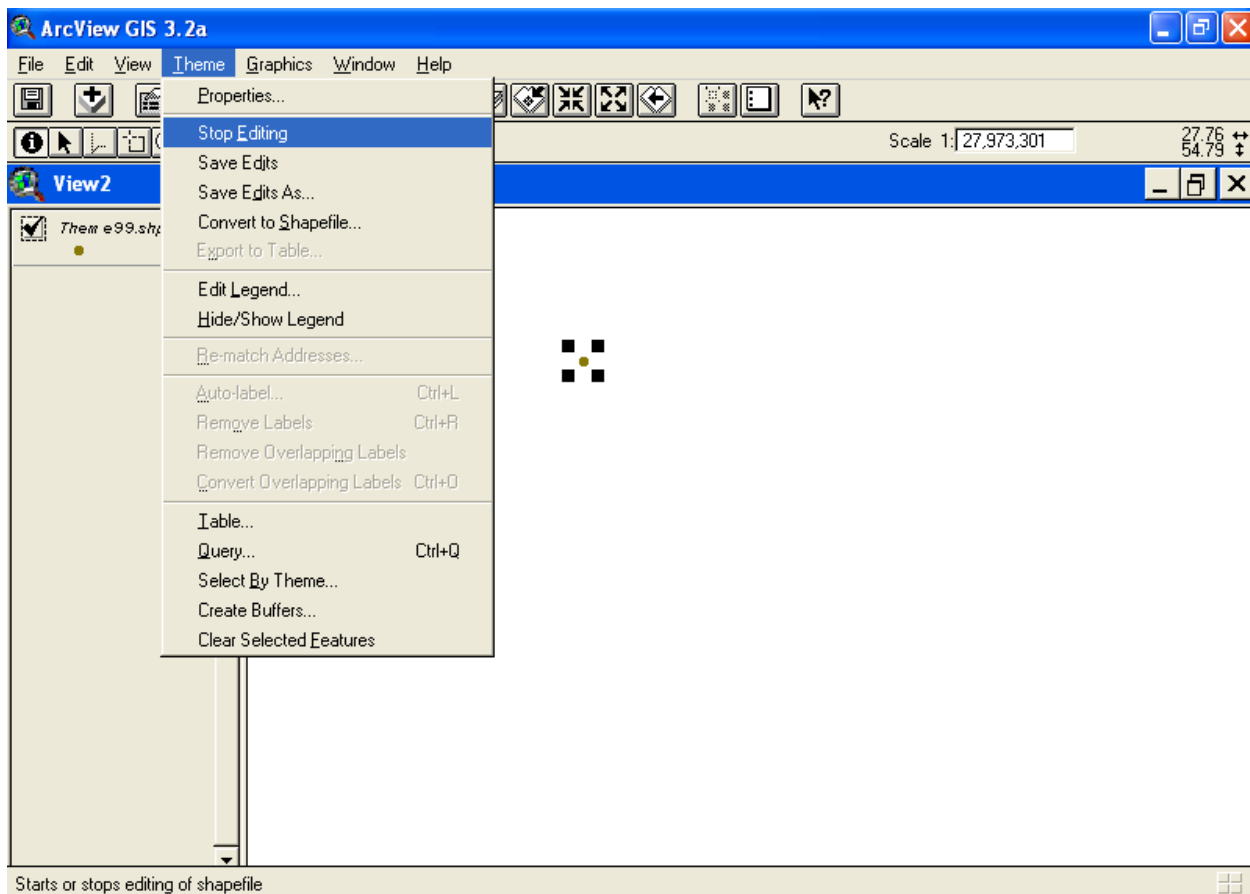 ArcView GIS 3.2a
File Edit View Theme Graphics Window Help
Properties...
Stop Editing
Scale 1: 27,973,301
27.76
54.79
View2
Save Edits
Save Edits As...
Theme99.shp
Convert to Shapefile...
Export to Table...
Edit Legend...
Hide/Show Legend
Re-match Addresses...
Auto-label... Ctrl+L
Remove Labels Ctrl+R
Remove Overlapping Labels
Convert Overlapping Labels Ctrl+O
Table...
Query... Ctrl+Q
Select By Theme...
Create Buffers...
Clear Selected Features
Starts or stops editing of shapefile